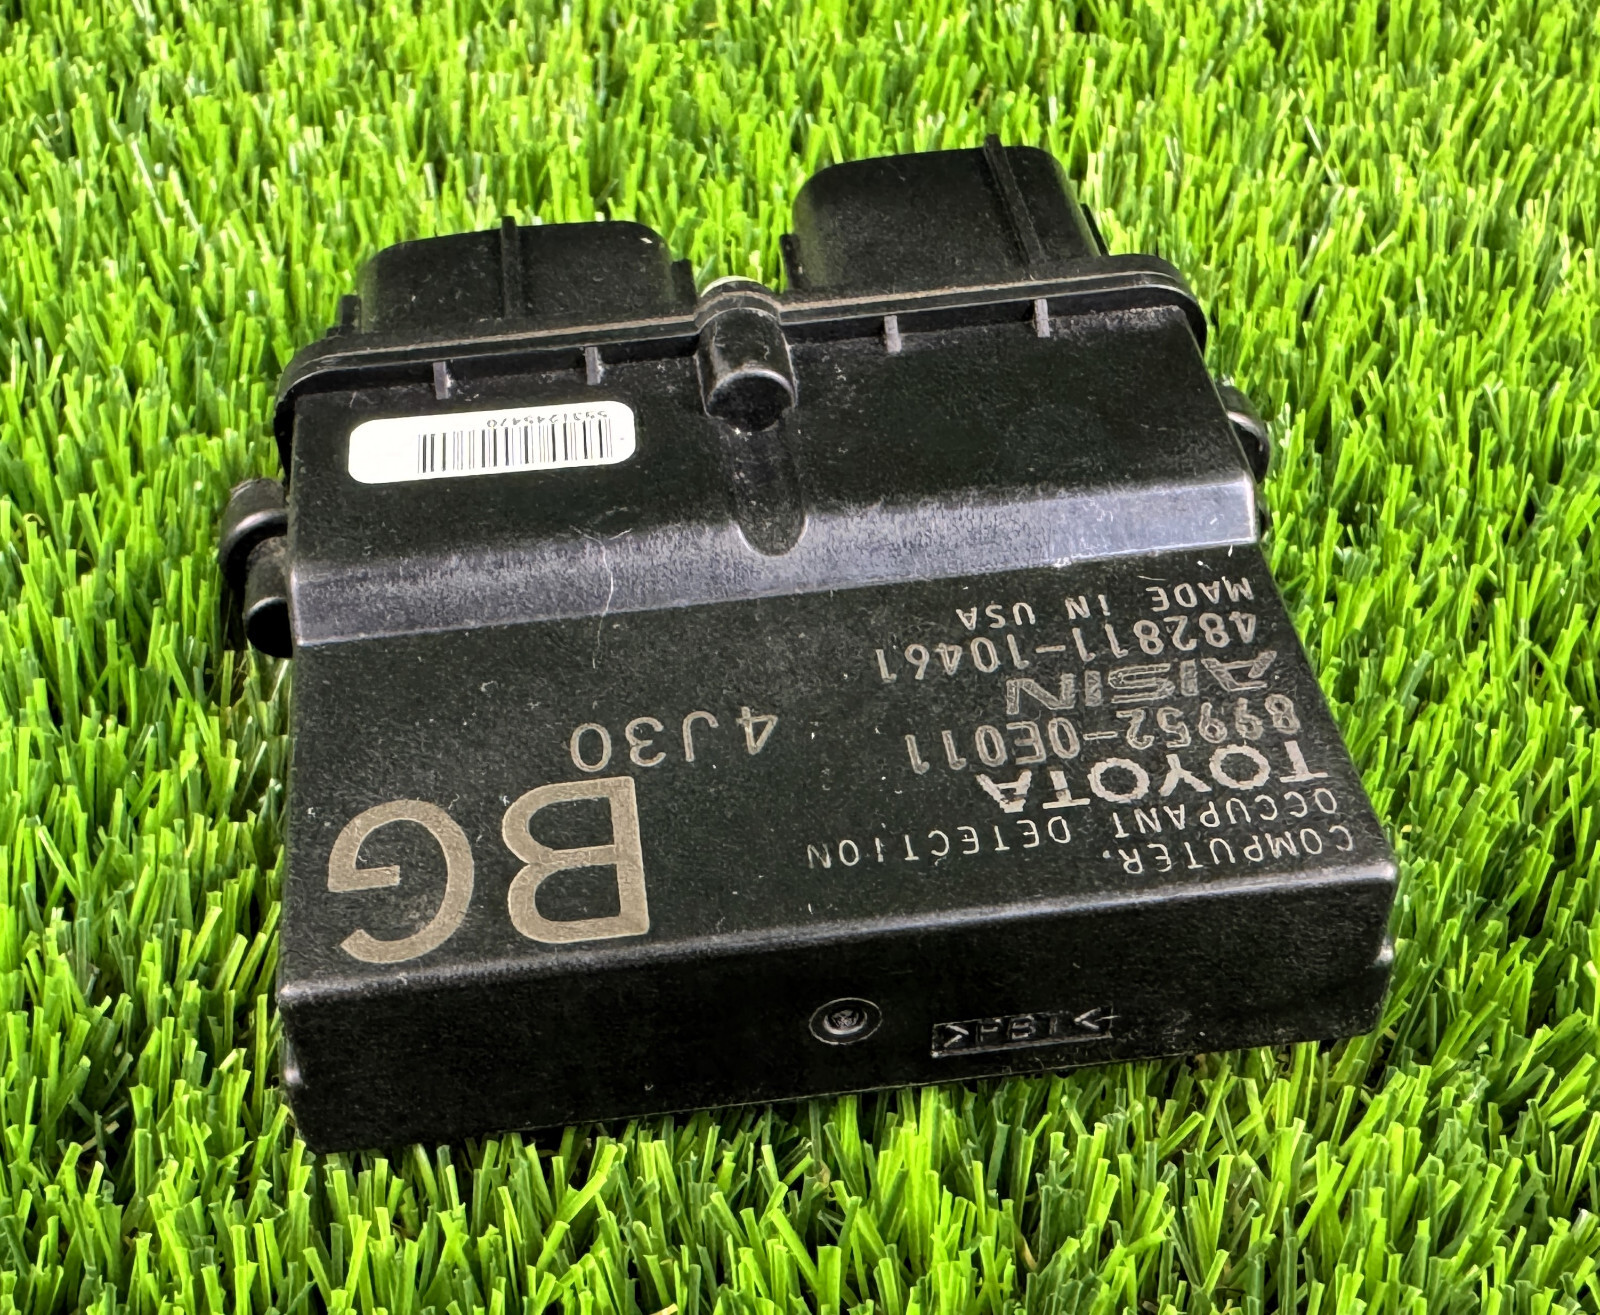 COMPUTER.
OCCUPANT DETECTION
TOYOTA
89952-0E011
AISIN
482811-10461
MADE IN USA
BG
4J30
>PBT<